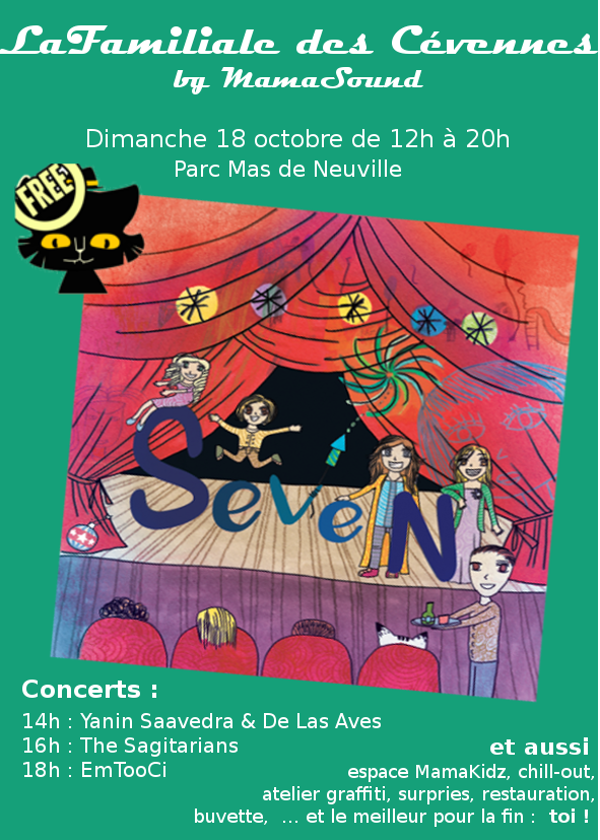 LaFamiliale des Cévennes
by MamaSound
Dimanche 18 octobre de 12h à 20h
Parc Mas de Neuville
FREE
SevèN
Concerts :
14h : Yanin Saavedra & De Las Aves
16h : The Sagitarians
18h : EmTooCi
et aussi
espace MamaKidz, chill-out,
atelier graffiti, surpries, restauration,
buvette, ... et le meilleur pour la fin : toi !